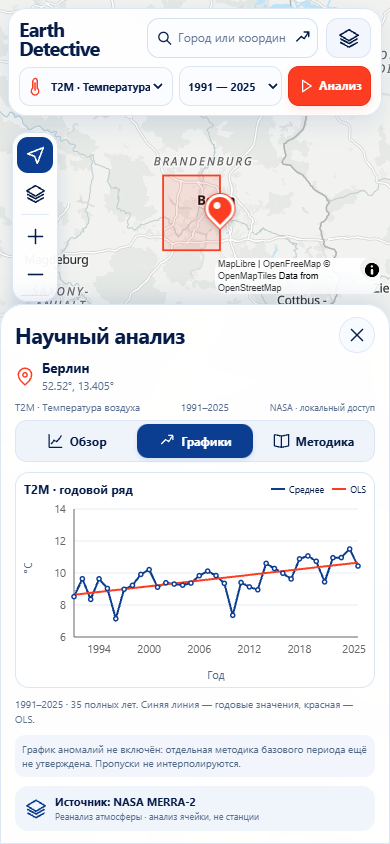 Earth
Detective
Город или координ
T2M · Температура
1991 — 2025
Анализ
BRANDENBURG
MapLibre | OpenFreeMap ©
OpenMapTiles Data from
OpenStreetMap
Cottbus -
Научный анализ
Берлин
52.52°, 13.405°
T2M · Температура воздуха
1991–2025
NASA · локальный доступ
Обзор
Графики
Методика
T2M · годовой ряд
Среднее
OLS
°C
14
12
10
8
6
1994
2000
2006
2012
2018
2025
Год
1991–2025 · 35 полных лет. Синяя линия — годовые значения, красная —
OLS.
График аномалий не включён: отдельная методика базового периода ещё
не утверждена. Пропуски не интерполируются.
Источник: NASA MERRA-2
Реанализ атмосферы · анализ ячейки, не станции